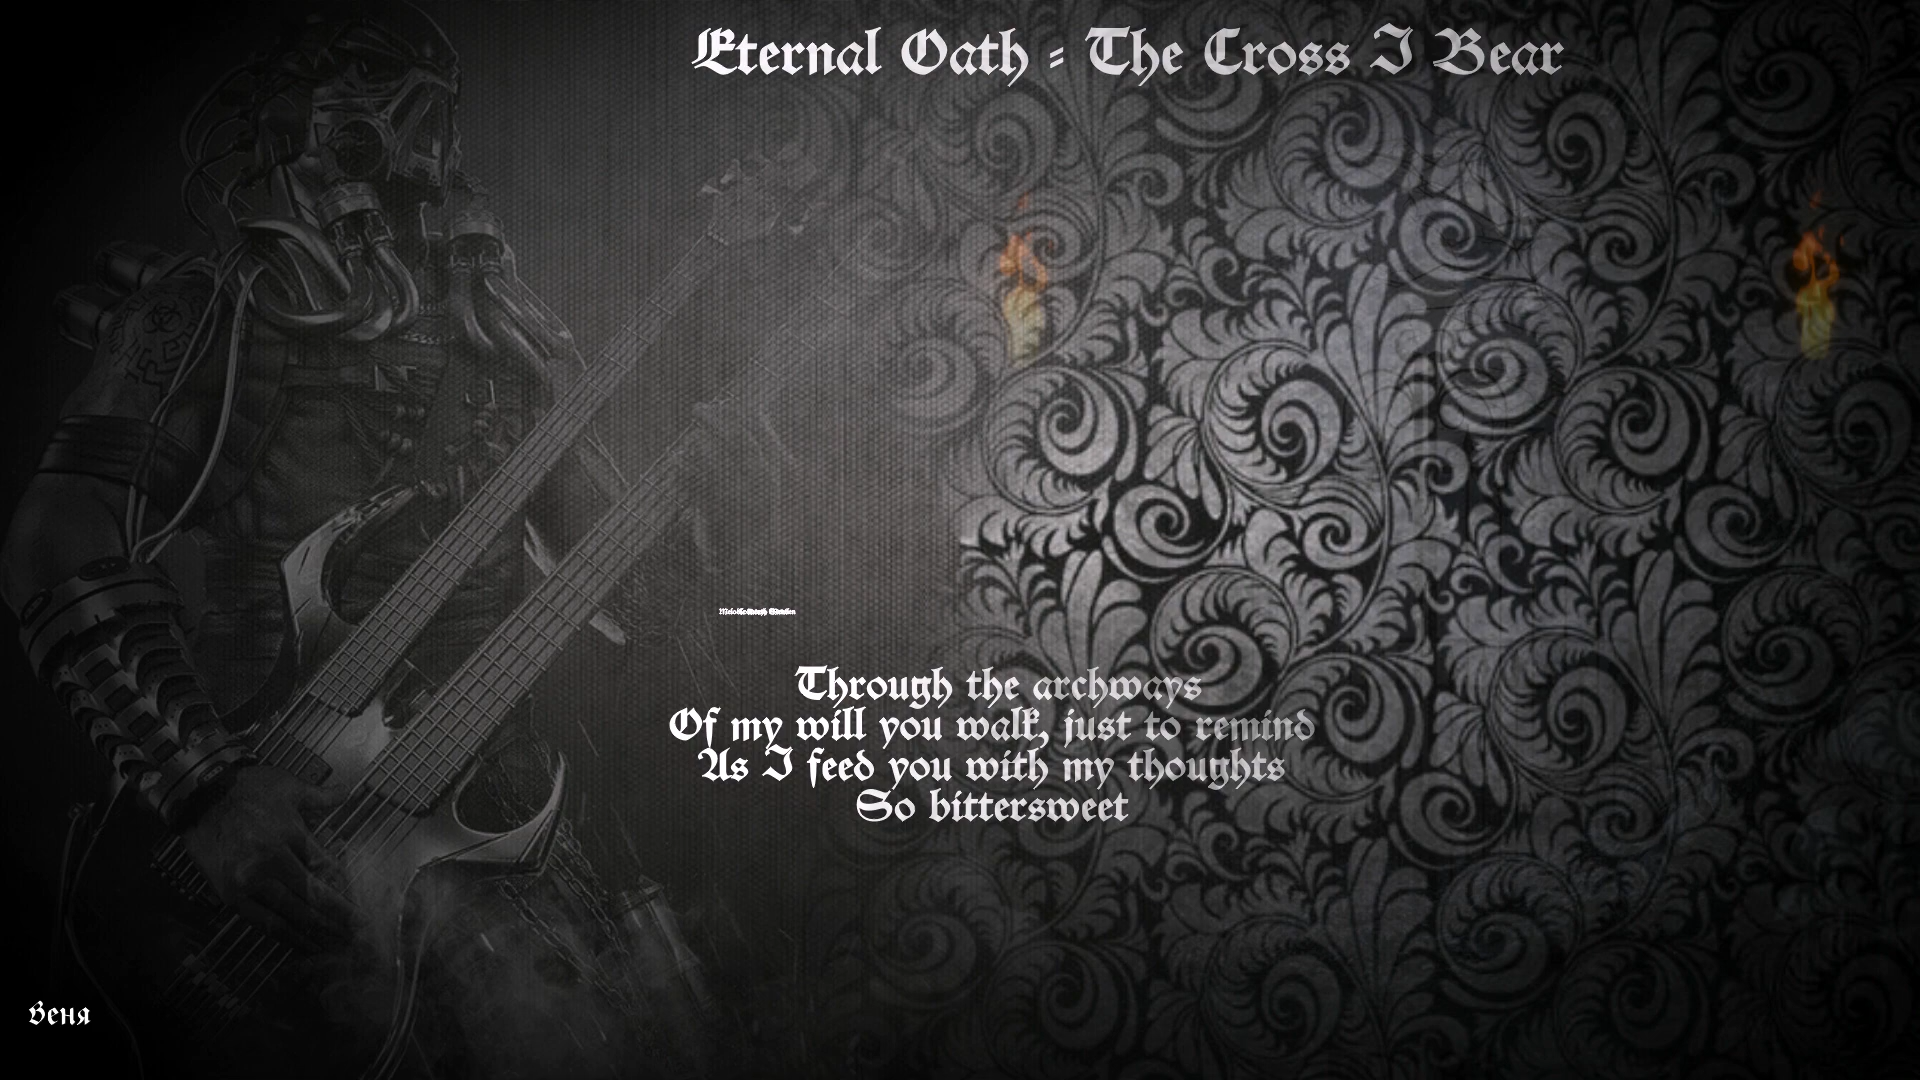 Eternal Oath - The Cross I Bear
Through the archways
Of my will you walk, just to remind
As I feed you with my thoughts
So bittersweet
Веня